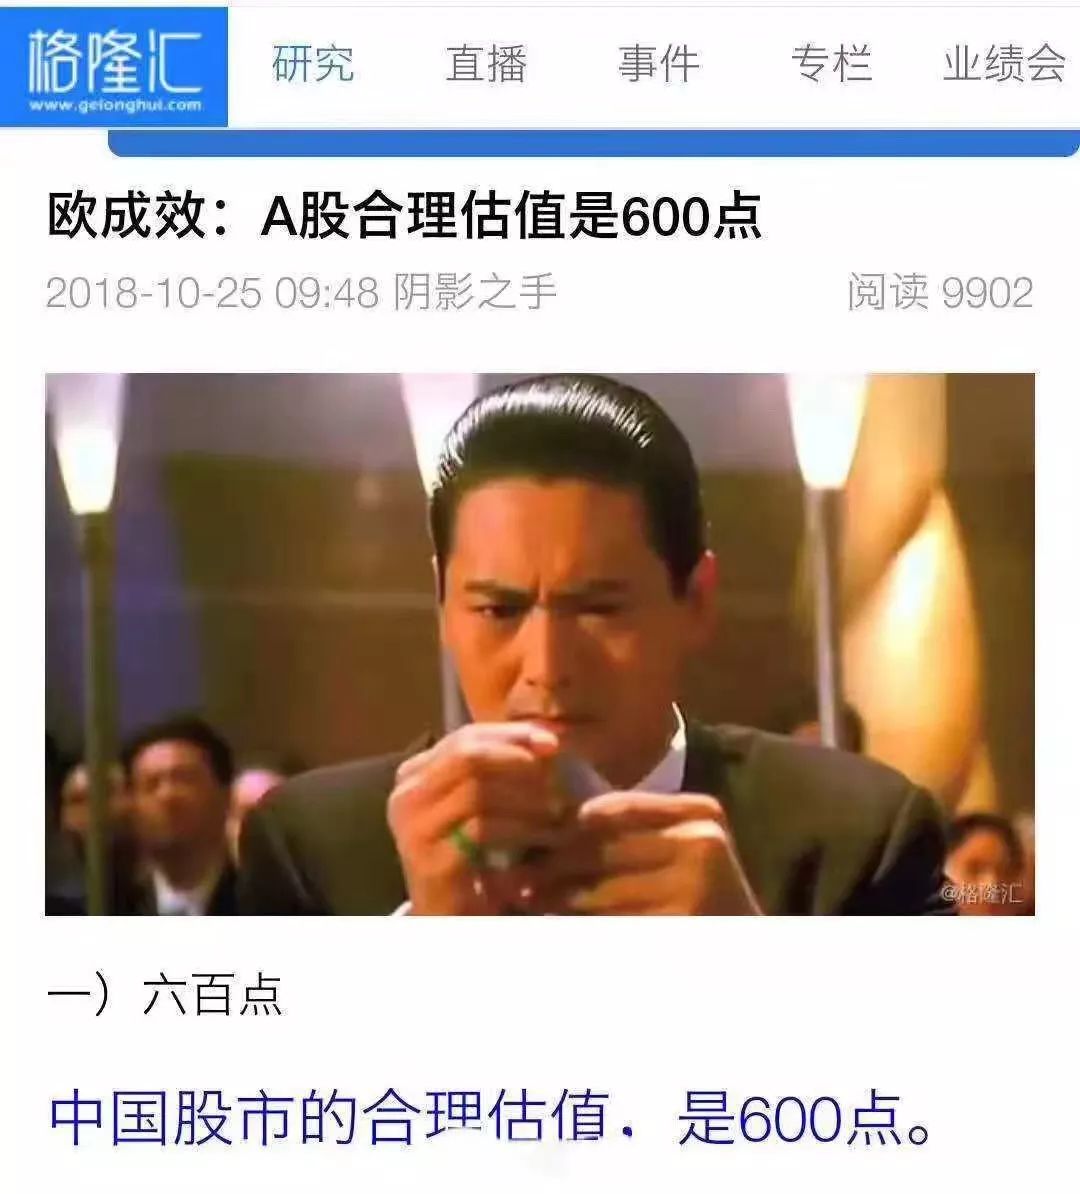 格隆汇
www.gelonghui.com
研究 直播 事件 专栏 业绩会
欧成效：A股合理估值是600点
2018-10-25 09:48 阴影之手 阅读 9902
@格隆汇
一）六百点
中国股市的合理估值，是600点。